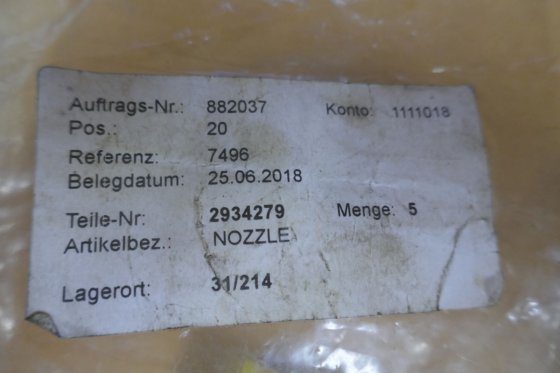 Auftrags-Nr.: 882037 Konto: 1111018
Pos.: 20
Referenz: 7496
Belegdatum: 25.06.2018
Teile-Nr: 2934279 Menge: 5
Artikelbez.: NOZZLE
Lagerort: 31/214